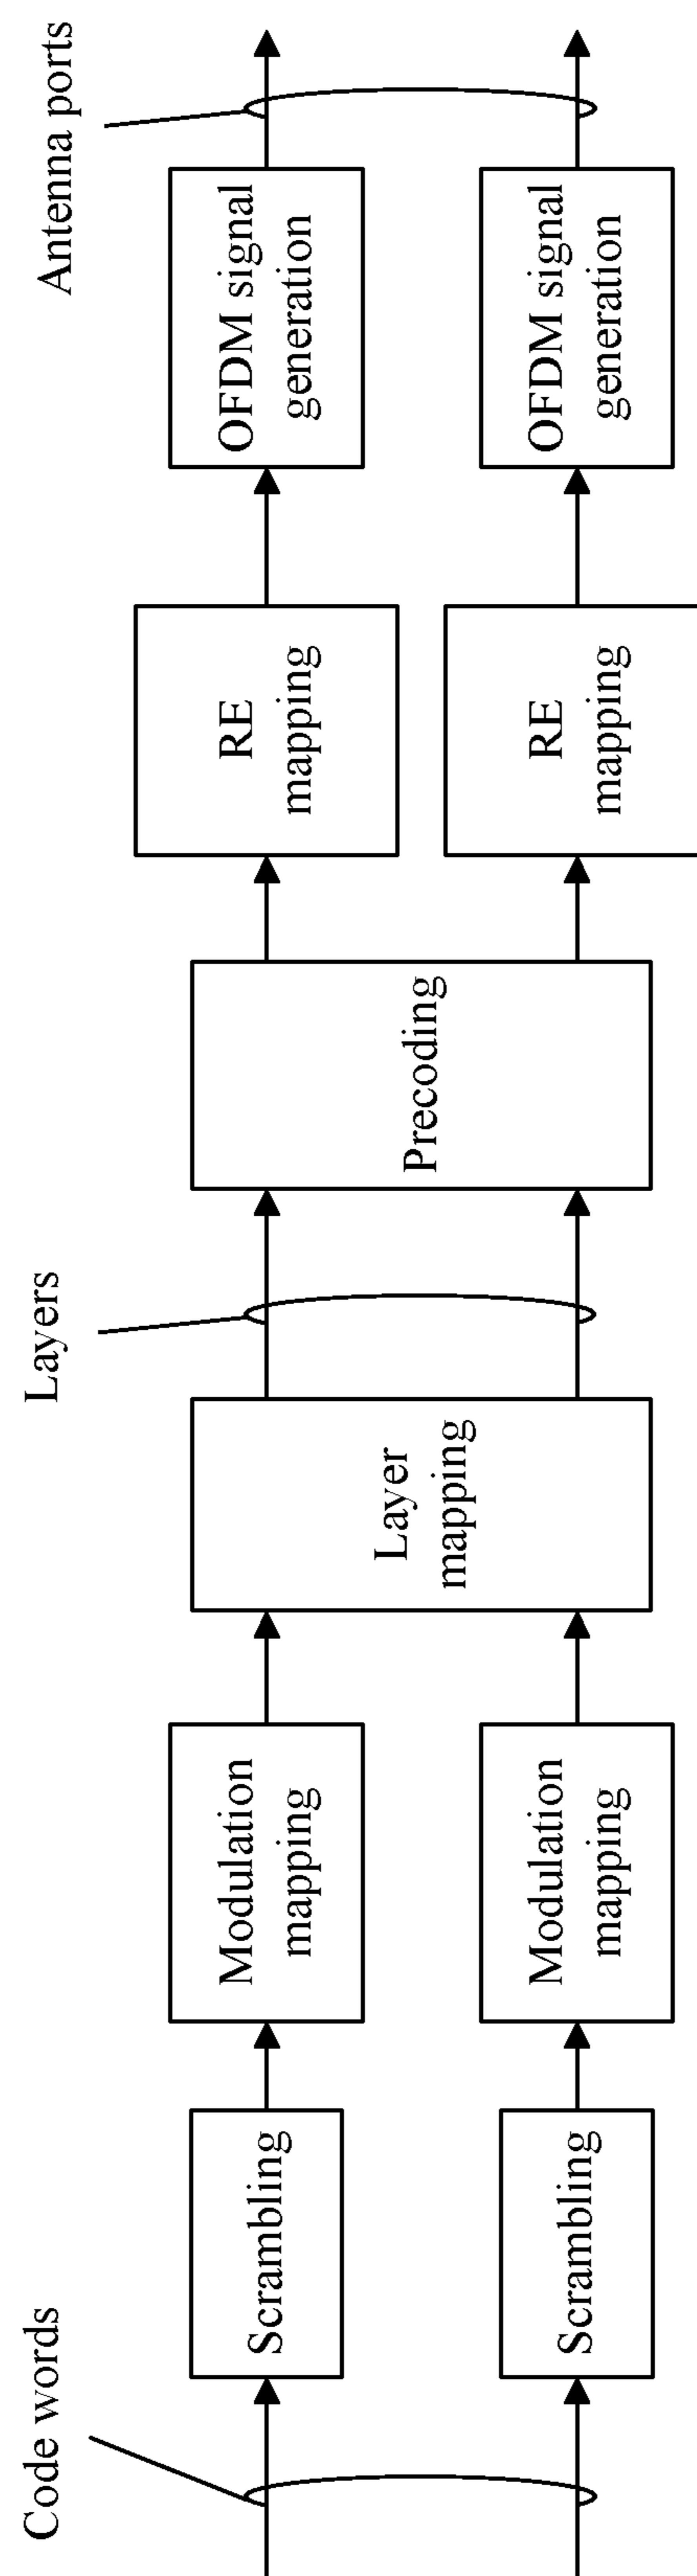 Code words
Layers
Antenna ports
Scrambling
Modulation
mapping
Layer
mapping
Precoding
RE
mapping
OFDM signal
generation
Scrambling
Modulation
mapping
RE
mapping
OFDM signal
generation